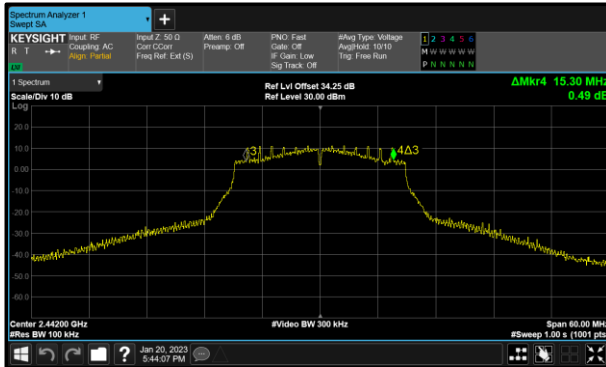 Spectrum Analyzer 1
Swept SA
KEYSIGHT
R T
Input: RF
Coupling: AC
Align: Partial
Input Z: 50 Ω
Corr CCorr
Freq Ref: Ext (S)
Atten: 6 dB
Preamp: Off
PNO: Fast
Gate: Off
IF Gain: Low
Sig Track: Off
#Avg Type: Voltage
Avg|Hold: 10/10
Trig: Free Run
1 2 3 4 5 6
M W W W W W
P N N N N N
1 Spectrum
Scale/Div 10 dB
Ref Lvl Offset 34.25 dB
Ref Level 30.00 dBm
ΔMkr4 15.30 MHz
0.49 dB
Log
20.0
10.0
0.00
-10.0
-20.0
-30.0
-40.0
-50.0
-60.0
3
4Δ3
Center 2.44200 GHz
#Res BW 100 kHz
#Video BW 300 kHz
Span 60.00 MHz
#Sweep 1.00 s (1001 pts)
?
Jan 20, 2023
5:44:07 PM